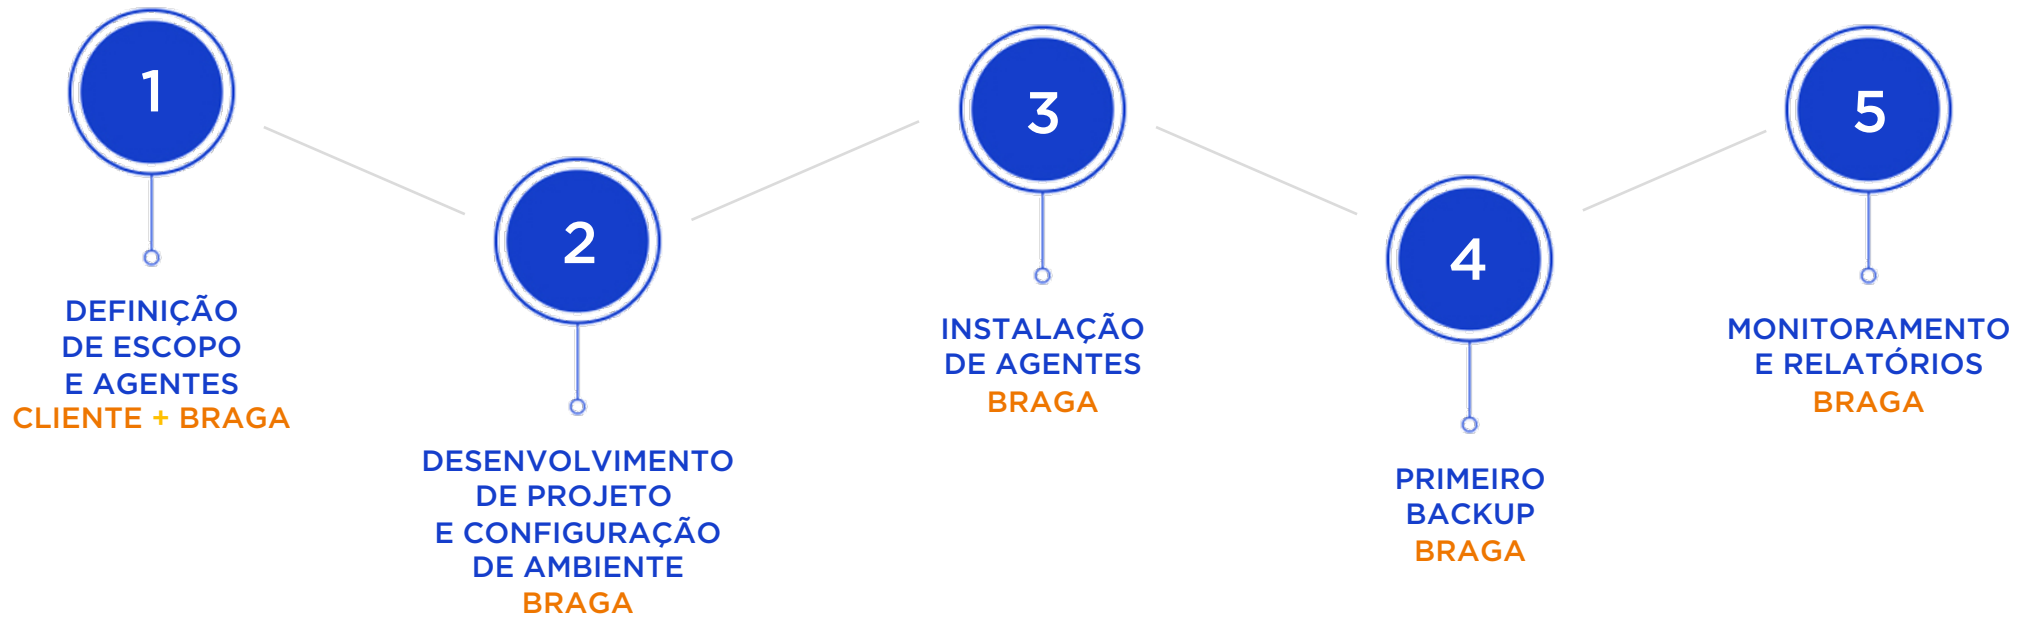 1
DEFINIÇÃO
DE ESCOPO
E AGENTES
CLIENTE + BRAGA
2
DESENVOLVIMENTO
DE PROJETO
E CONFIGURAÇÃO
DE AMBIENTE
BRAGA
3
INSTALAÇÃO
DE AGENTES
BRAGA
4
PRIMEIRO
BACKUP
BRAGA
5
MONITORAMENTO
E RELATÓRIOS
BRAGA